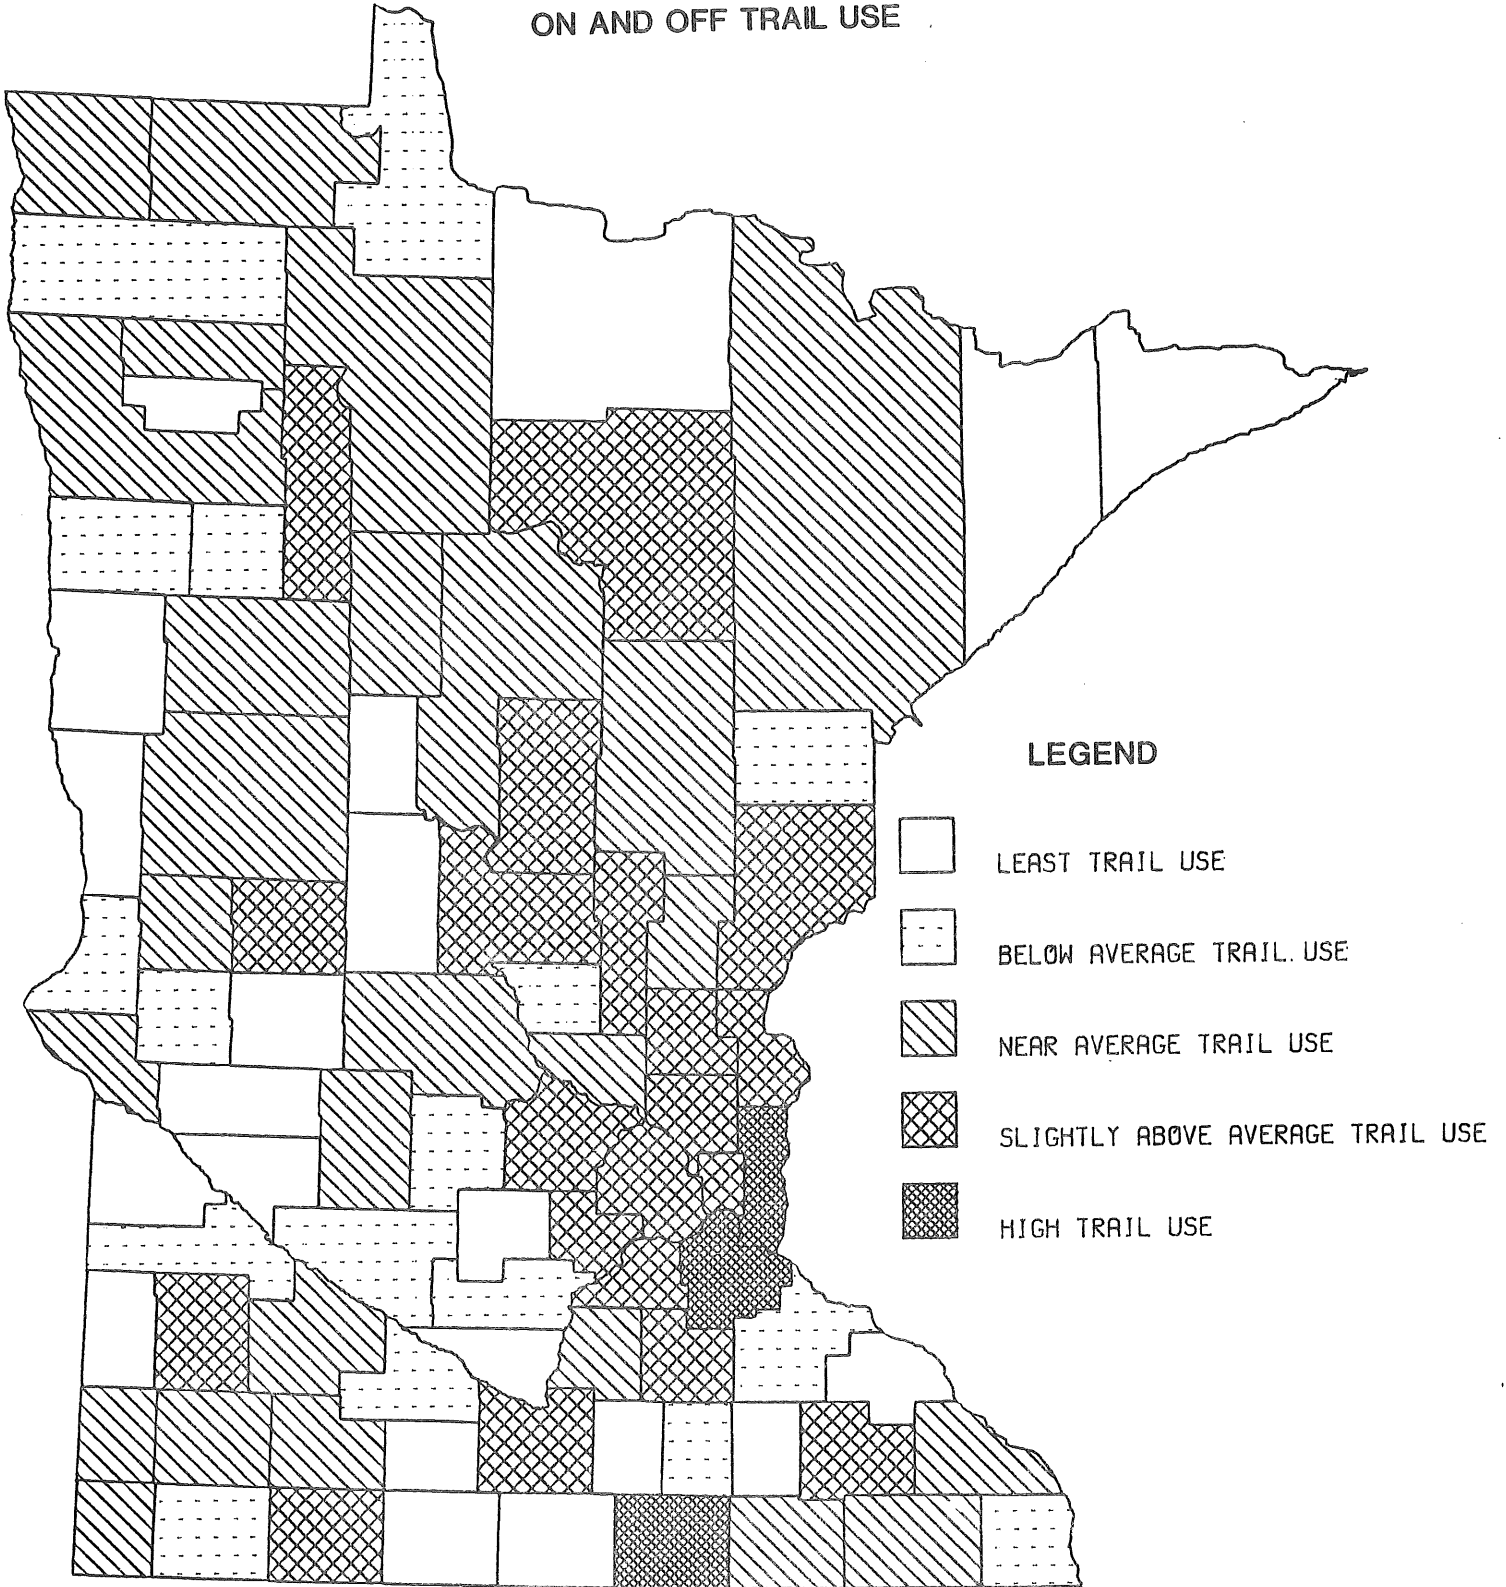 ON AND OFF TRAIL USE
LEGEND
LEAST TRAIL USE
BELOW AVERAGE TRAIL. USE
NEAR AVERAGE TRAIL USE
SLIGHTLY ABOVE AVERAGE TRAIL USE
HIGH TRAIL USE